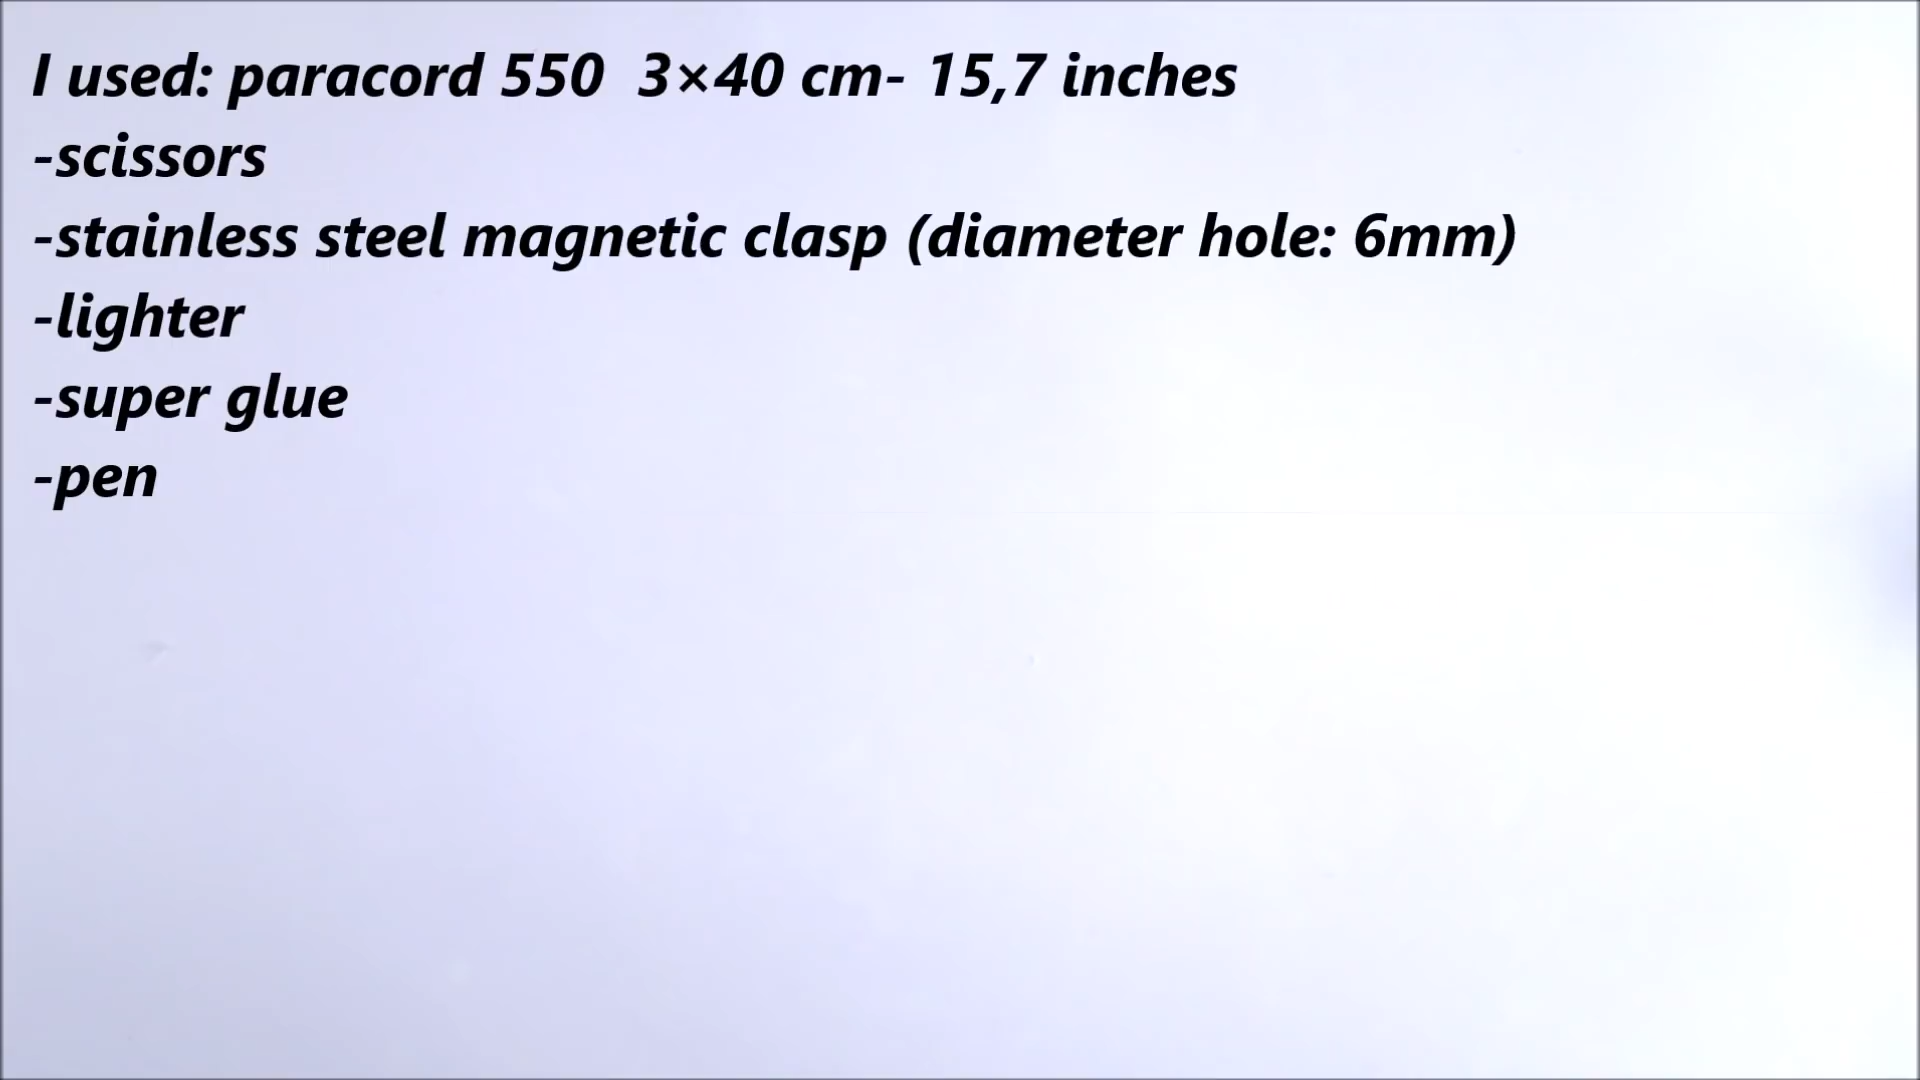 I used: paracord 550  3×40 cm- 15,7 inches
-scissors
-stainless steel magnetic clasp (diameter hole: 6mm)
-lighter
-super glue
-pen